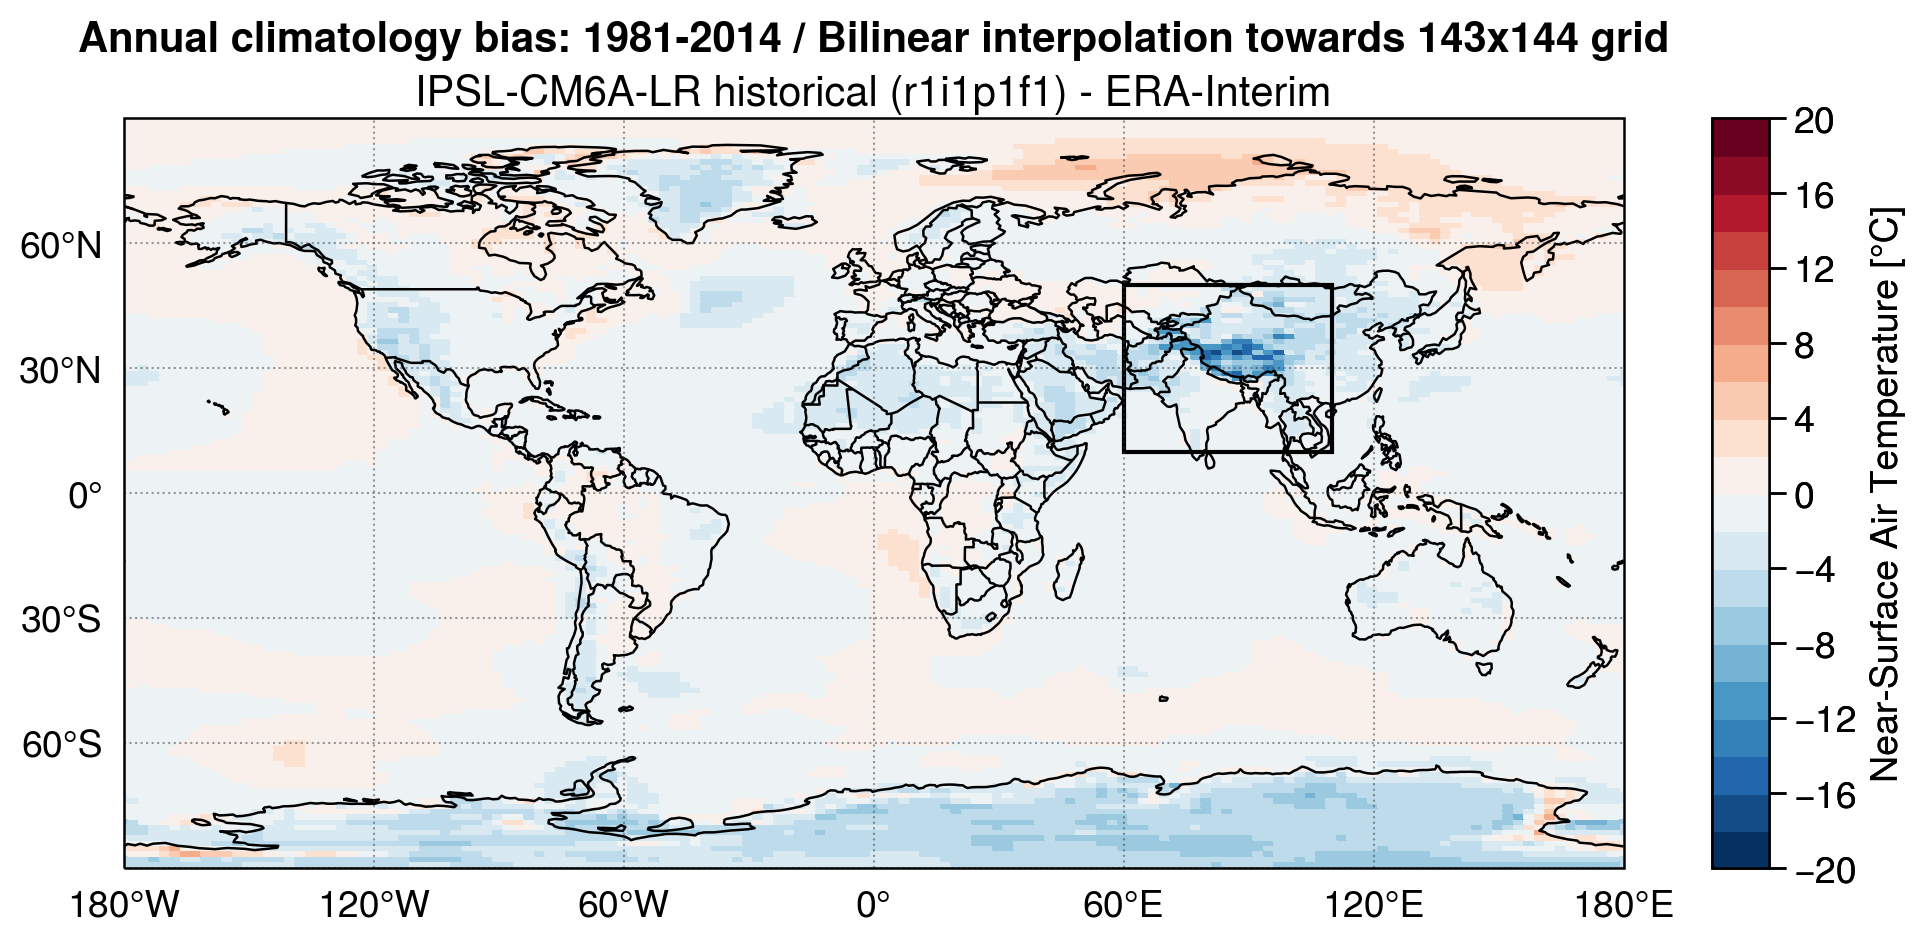 Annual climatology bias: 1981-2014 / Bilinear interpolation towards 143x144 grid
IPSL-CM6A-LR historical (r1i1p1f1) - ERA-Interim
60°N
30°N
0°
30°S
60°S
180°W 120°W 60°W 0° 60°E 120°E 180°E
20
16
12
8
4
0
−4
−8
−12
−16
−20
Near-Surface Air Temperature [°C]